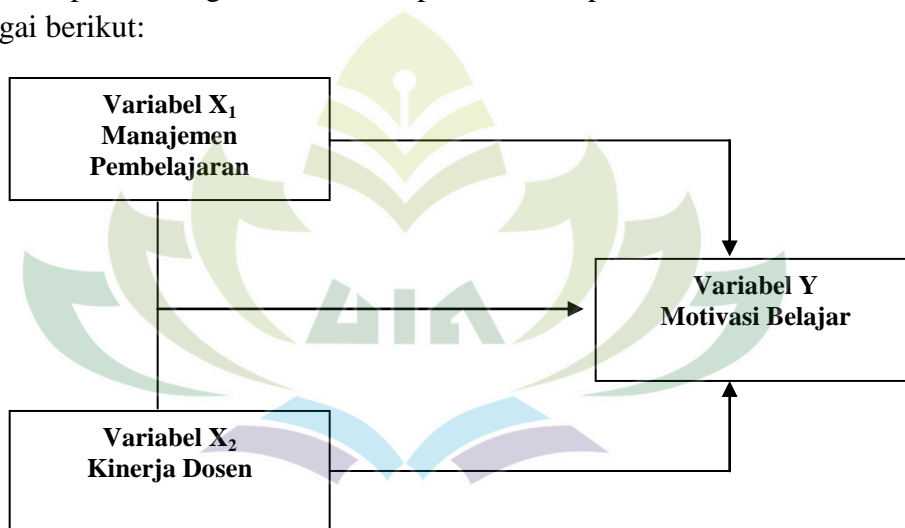 gai berikut:
Variabel X₁
Manajemen
Pembelajaran
Variabel Y
Motivasi Belajar
Variabel X₂
Kinerja Dosen